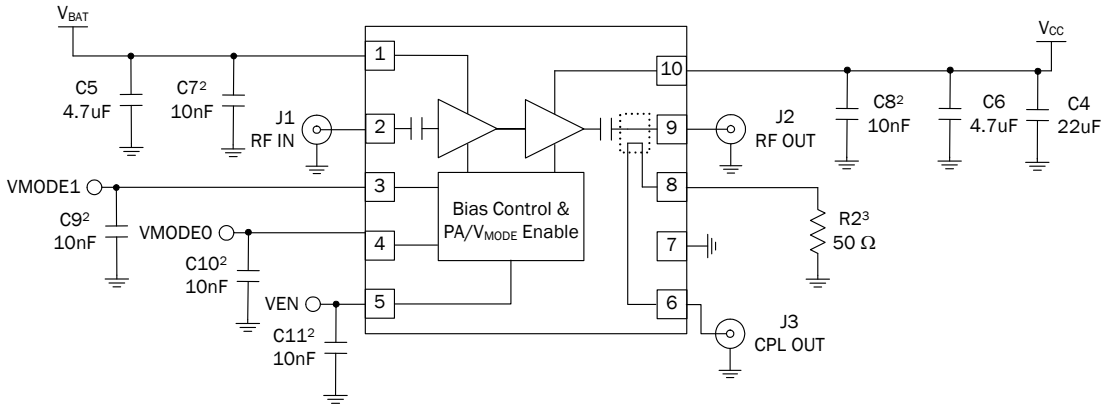 VBAT
VCC
1
10
C5
4.7uF
C7²
10nF
C8²
10nF
C6
4.7uF
C4
22uF
J1
RF IN
2
9
J2
RF OUT
VMODE1
3
8
Bias Control &
PA/VMODE Enable
C9²
10nF
VMODE0
4
7
R2³
50 Ω
C10²
10nF
VEN
5
6
J3
CPL OUT
C11²
10nF